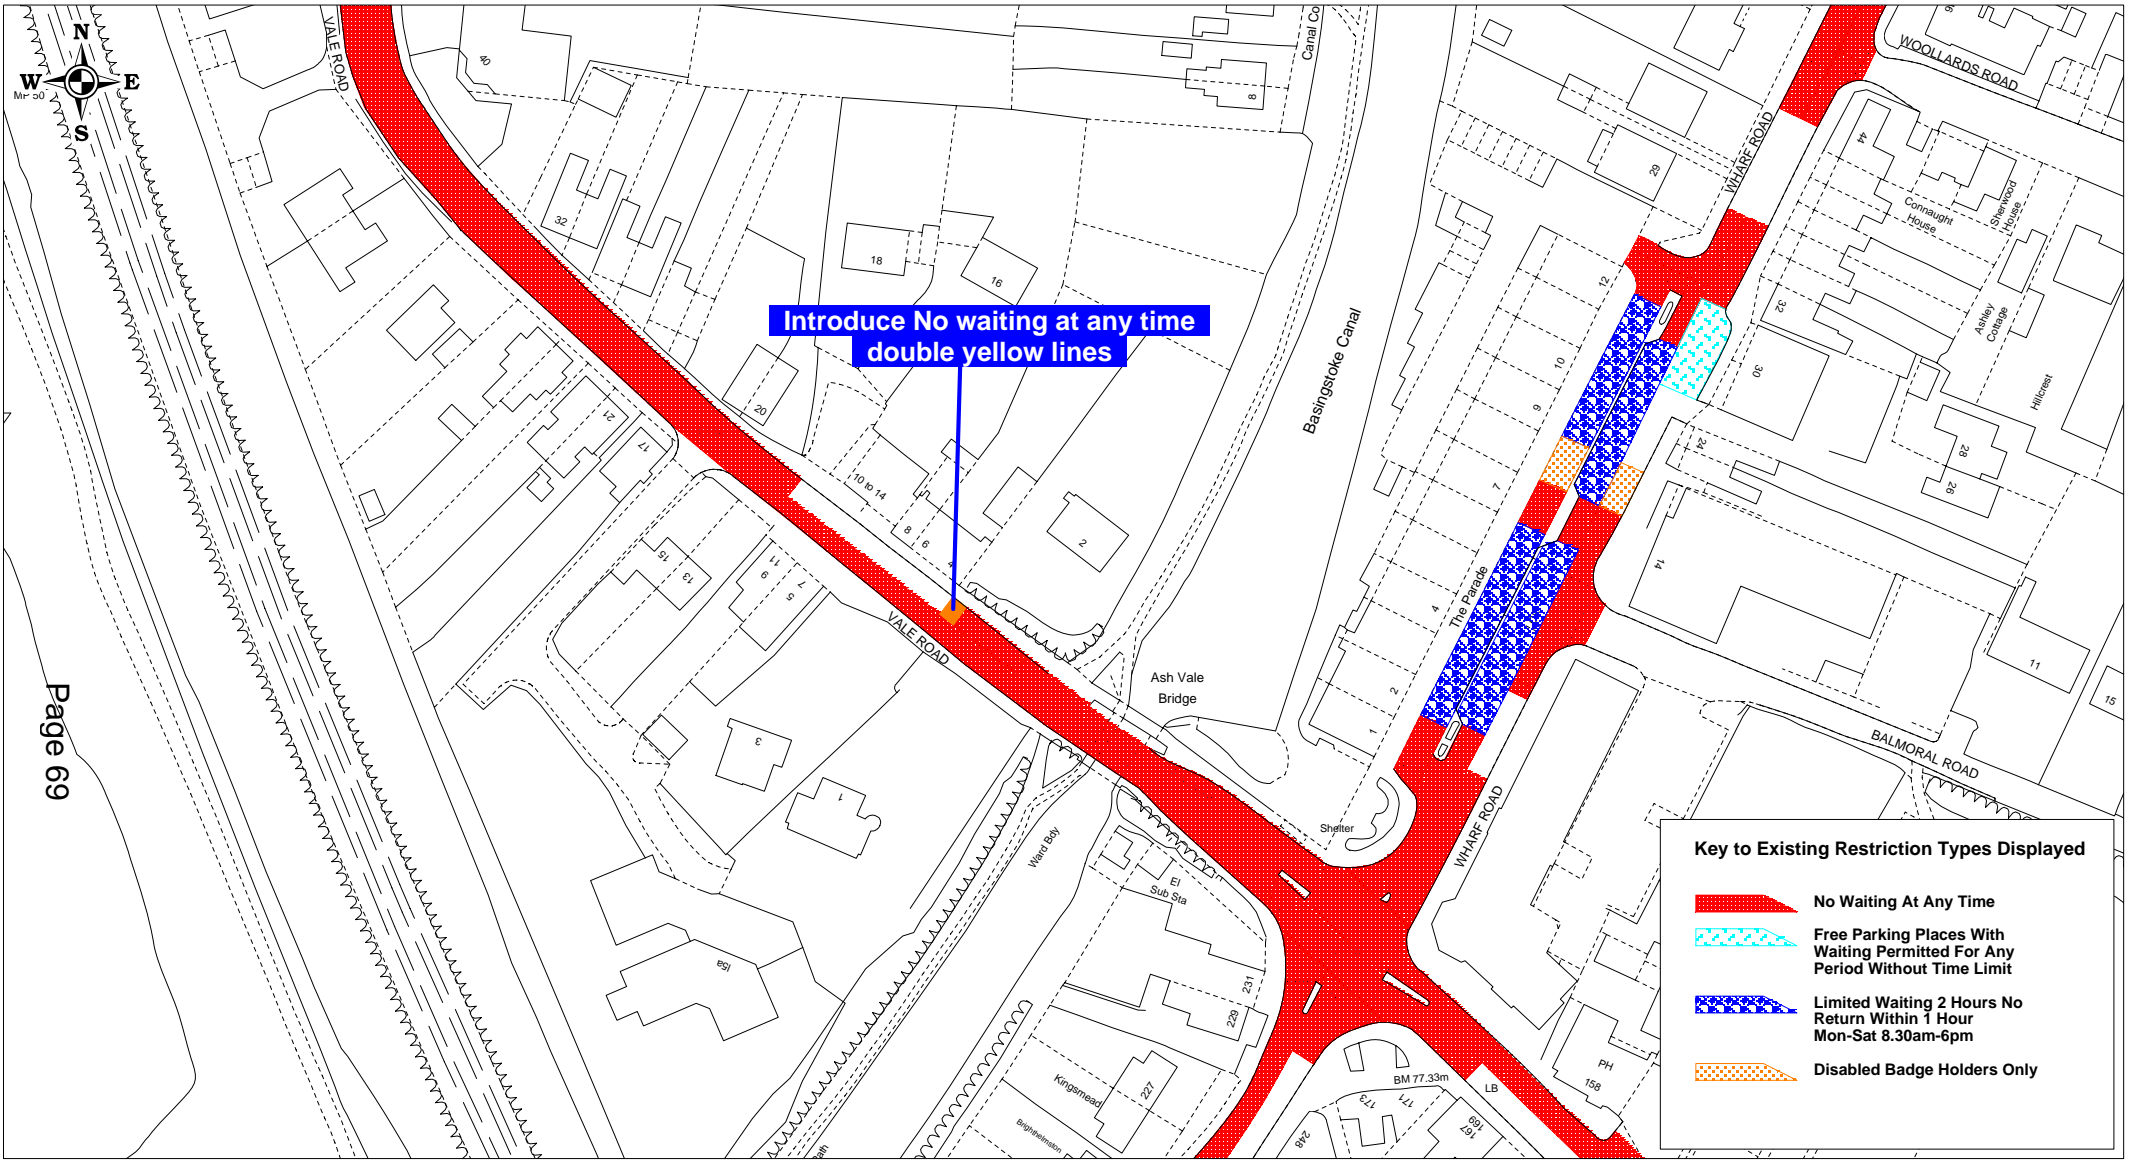 N
W
E
S
MP 50
VALE ROAD
40
32
18
16
20
21
17
10 to 14
8
6
4
2
15
13
11
9
7
5
3
1
15a
8
Canal Co
Introduce No waiting at any time
double yellow lines
VALE ROAD
Basingstoke Canal
Ash Vale
Bridge
Ward Bdy
Path
El
Sub Sta
Shelter
231
229
227
Kingsmead
Brighthelmston
248
173
171
BM 77.33m
167
169
LB
PH
158
WHARF ROAD
WHARF ROAD
The Parade
1
2
4
7
9
10
12
29
WOOLLARDS ROAD
44
Connaught
House
Sherwood
House
Ashley
Cottage
Hillcrest
32
30
24
28
26
14
11
15
BALMORAL ROAD
Page 69
Key to Existing Restriction Types Displayed
No Waiting At Any Time
Free Parking Places With
Waiting Permitted For Any
Period Without Time Limit
Limited Waiting 2 Hours No
Return Within 1 Hour
Mon-Sat 8.30am-6pm
Disabled Badge Holders Only